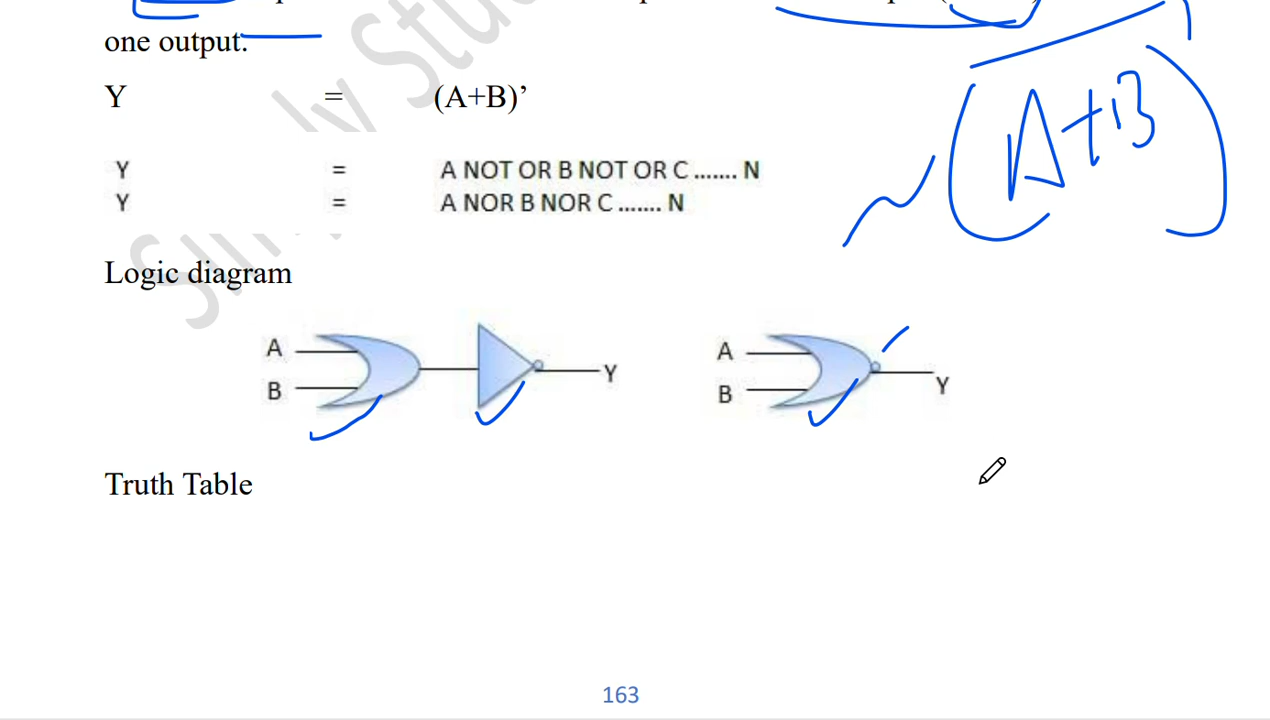 one output.
Y = (A+B)’
(A+B)
~
Y = A NOT OR B NOT OR C ....... N
Y = A NOR B NOR C ....... N
Logic diagram
A
B
Y
A
B
Y
Truth Table
163